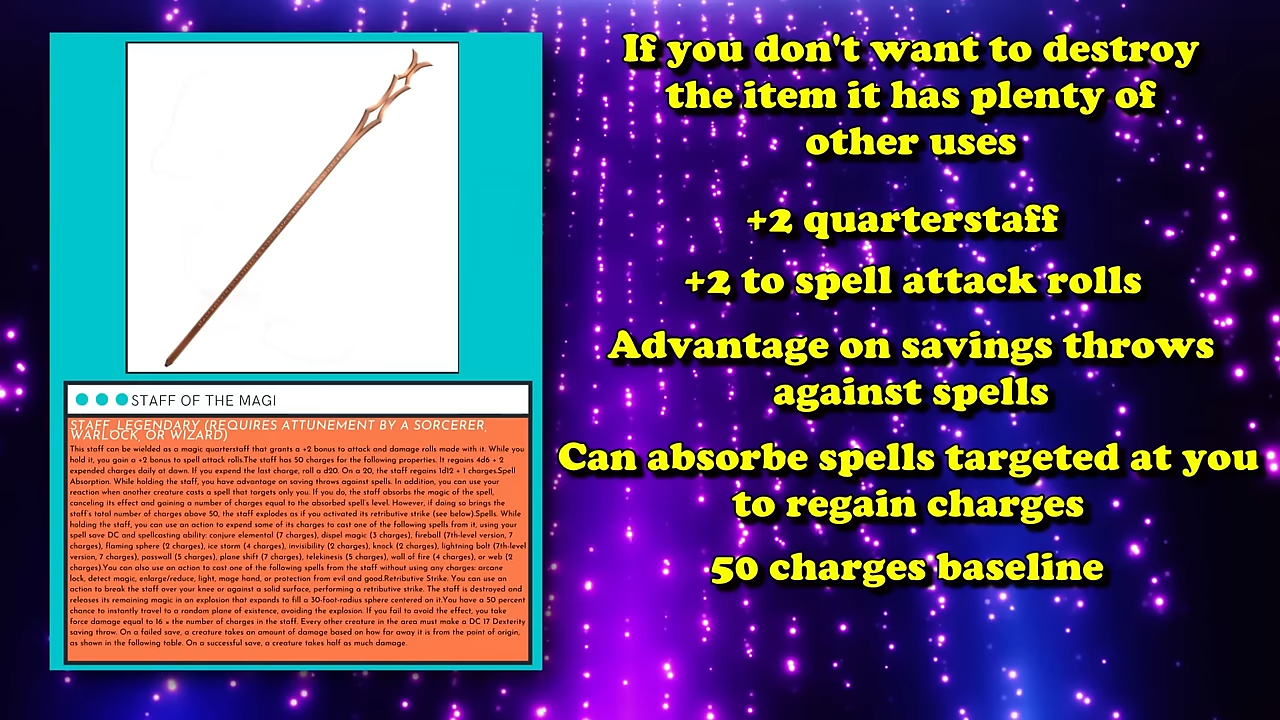 STAFF OF THE MAGI
STAFF, LEGENDARY (REQUIRES ATTUNEMENT BY A SORCERER,
WARLOCK, OR WIZARD)
This staff can be wielded as a magic quarterstaff that grants a +2 bonus to attack and damage rolls made with it. While you
hold it, you gain a +2 bonus to spell attack rolls.The staff has 50 charges for the following properties. It regains 4d6 + 2
expended charges daily at dawn. If you expend the last charge, roll a d20. On a 20, the staff regains 1d12 + 1 charges.Spell
Absorption. While holding the staff, you have advantage on saving throws against spells. In addition, you can use your
reaction when another creature casts a spell that targets only you. If you do, the staff absorbs the magic of the spell,
canceling its effect and gaining a number of charges equal to the absorbed spell's level. However, if doing so brings the
staff's total number of charges above 50, the staff explodes as if you activated its retributive strike (see below).Spells. While
holding the staff, you can use an action to expend some of its charges to cast one of the following spells from it, using your
spell save DC and spellcasting ability: conjure elemental (7 charges), dispel magic (3 charges), fireball (7th-level version, 7
charges), flaming sphere (2 charges), ice storm (4 charges), invisibility (2 charges), knock (2 charges), lightning bolt (7th-level
version, 7 charges), passwall (5 charges), plane shift (7 charges), telekinesis (5 charges), wall of fire (4 charges), or web (2
charges).You can also use an action to cast one of the following spells from the staff without using any charges: arcane
lock, detect magic, enlarge/reduce, light, mage hand, or protection from evil and good.Retributive Strike. You can use an
action to break the staff over your knee or against a solid surface, performing a retributive strike. The staff is destroyed and
releases its remaining magic in an explosion that expands to fill a 30-foot-radius sphere centered on it.You have a 50 percent
chance to instantly travel to a random plane of existence, avoiding the explosion. If you fail to avoid the effect, you take
force damage equal to 16 × the number of charges in the staff. Every other creature in the area must make a DC 17 Dexterity
saving throw. On a failed save, a creature takes an amount of damage based on how far away it is from the point of origin,
as shown in the following table. On a successful save, a creature takes half as much damage.
If you don't want to destroy
the item it has plenty of
other uses
+2 quarterstaff
+2 to spell attack rolls
Advantage on savings throws
against spells
Can absorbe spells targeted at you
to regain charges
50 charges baseline